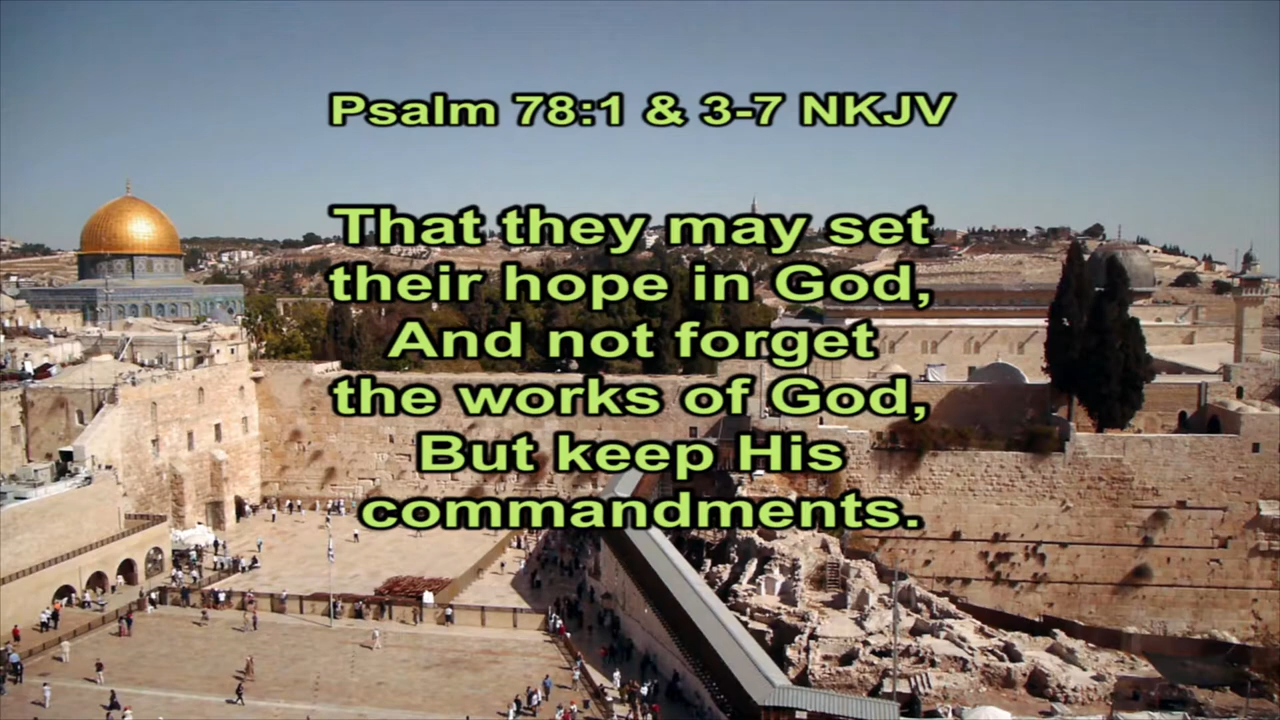 Psalm 78:1 & 3-7 NKJV
That they may set
their hope in God,
And not forget
the works of God,
But keep His
commandments.